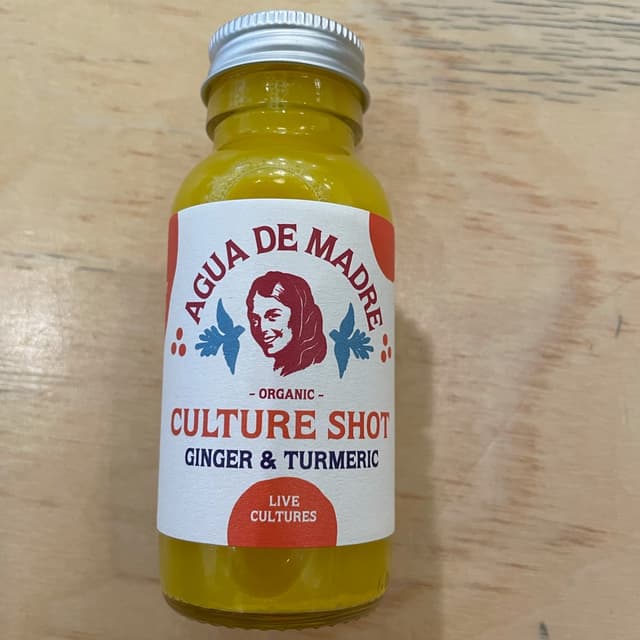 AGUA DE MADRE
- ORGANIC -
CULTURE SHOT
GINGER & TURMERIC
LIVE
CULTURES